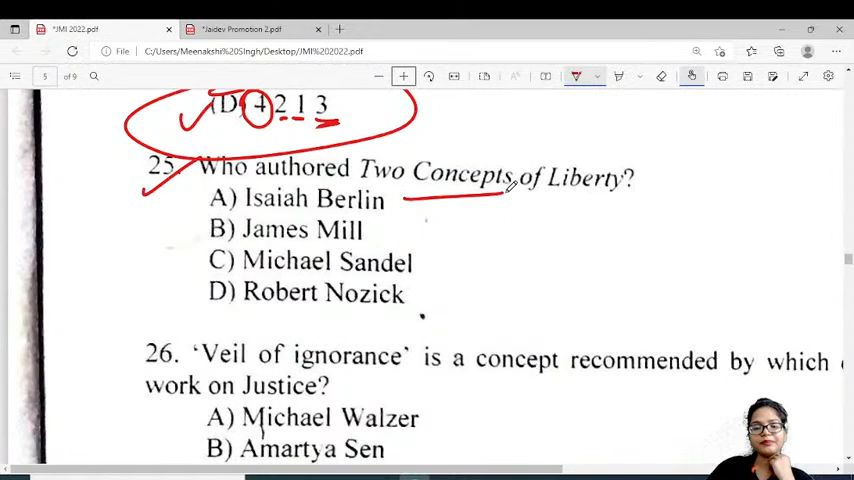 *JMI 2022.pdf
*Jaidev Promotion 2.pdf
File
C:/Users/Meenakshi%20SIngh/Desktop/JMI%202022.pdf
5 of 9
(D) 4 2 1 3
25. Who authored Two Concepts of Liberty?
A) Isaiah Berlin
B) James Mill
C) Michael Sandel
D) Robert Nozick
26. 'Veil of ignorance' is a concept recommended by which
work on Justice?
A) Michael Walzer
B) Amartya Sen